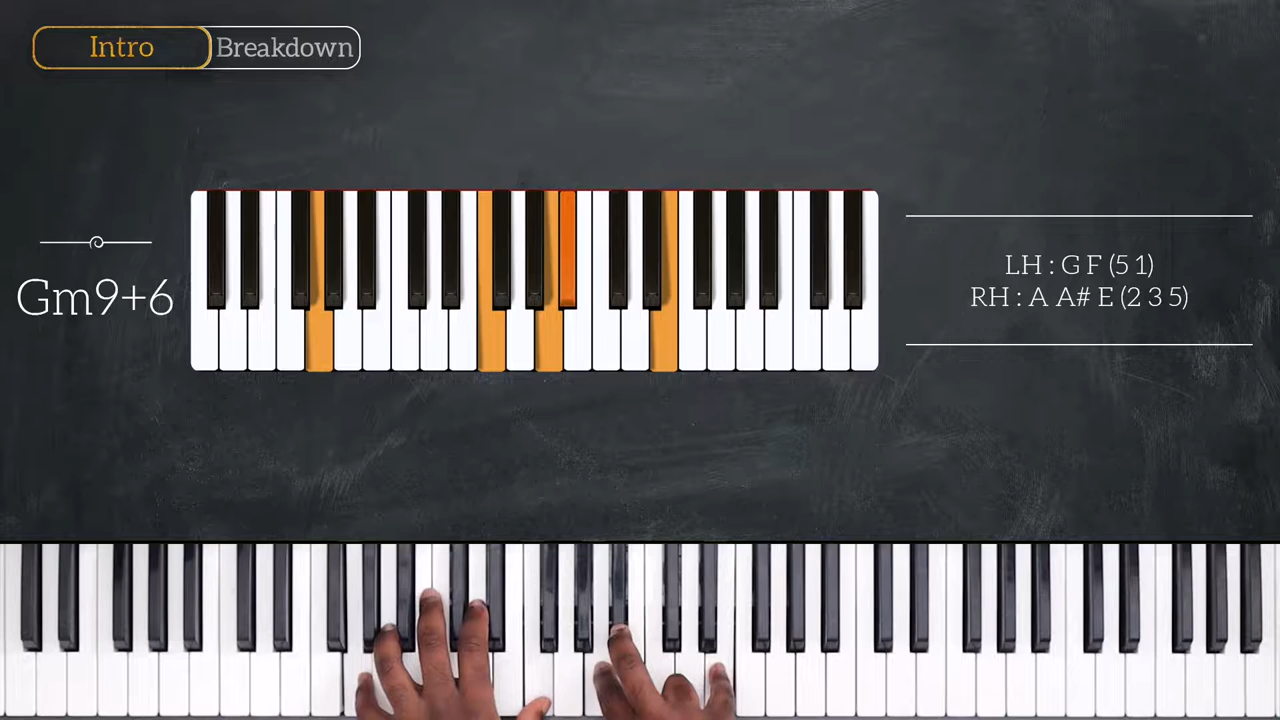 Intro Breakdown
Gm9+6
LH : G F (5 1)
RH : A A# E (2 3 5)